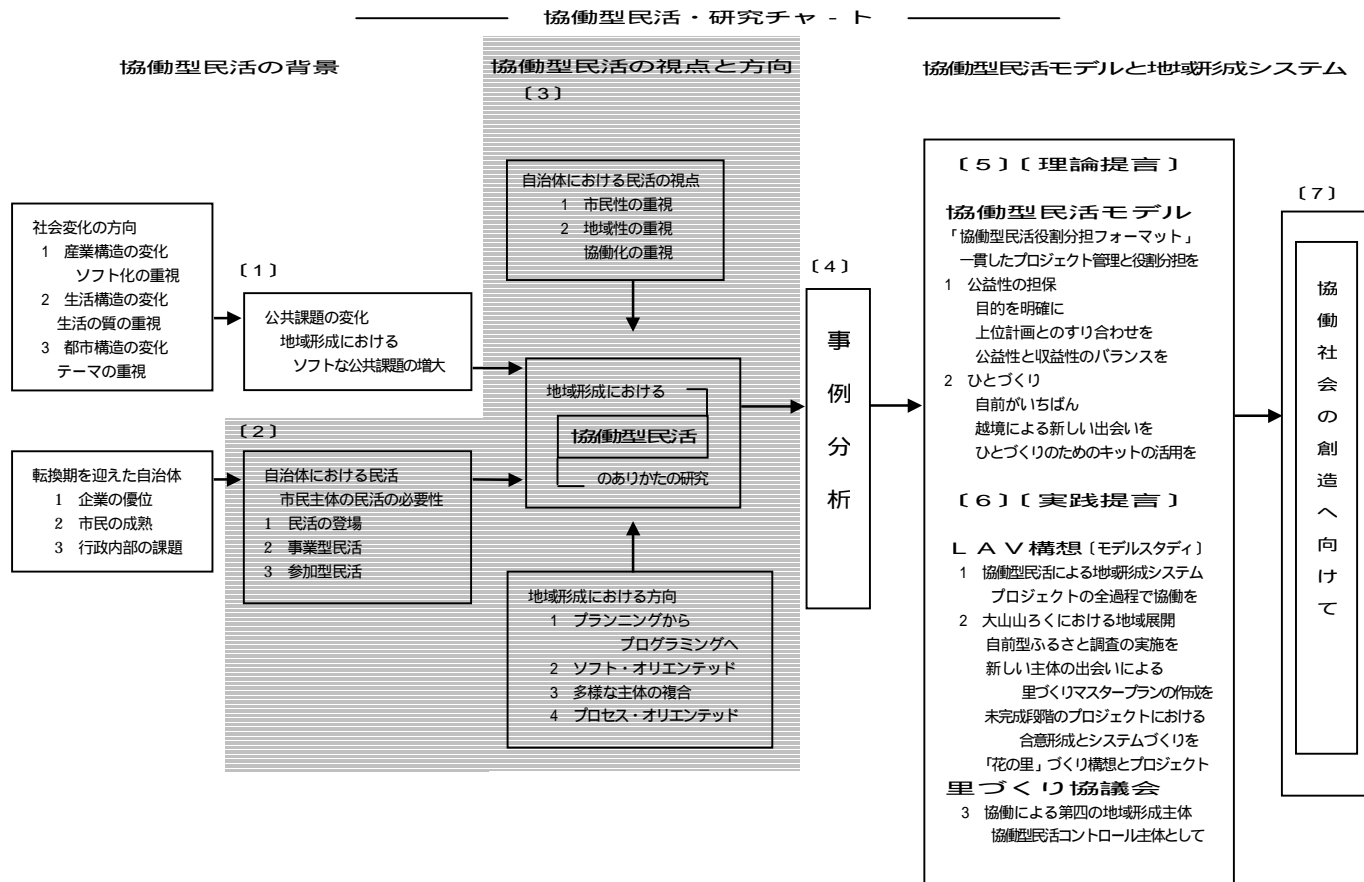 協働型民活・研究チャ‐ト
協働型民活の背景
社会変化の方向
1 産業構造の変化
ソフト化の重視
2 生活構造の変化
生活の質の重視
3 都市構造の変化
テーマの重視
転換期を迎えた自治体
1 企業の優位
2 市民の成熟
3 行政内部の課題
〔1〕
公共課題の変化
地域形成における
ソフトな公共課題の増大
〔2〕
自治体における民活
市民主体の民活の必要性
1 民活の登場
2 事業型民活
3 参加型民活
協働型民活の視点と方向
〔3〕
自治体における民活の視点
1 市民性の重視
2 地域性の重視
協働化の重視
地域形成における
協働型民活
のありかたの研究
地域形成における方向
1 プランニングから
プログラミングへ
2 ソフト・オリエンテッド
3 多様な主体の複合
4 プロセス・オリエンテッド
〔4〕
事例分析
協働型民活モデルと地域形成システム
〔5〕〔理論提言〕
協働型民活モデル
「協働型民活役割分担フォーマット」
一貫したプロジェクト管理と役割分担を
1 公益性の担保
目的を明確に
上位計画とのすり合わせを
公益性と収益性のバランスを
2 ひとづくり
自前がいちばん
越境による新しい出会いを
ひとづくりのためのキットの活用を
〔6〕〔実践提言〕
LAV構想〔モデルスタディ〕
1 協働型民活による地域形成システム
プロジェクトの全過程で協働を
2 大山山ろくにおける地域展開
自前型ふるさと調査の実施を
新しい主体の出会いによる
里づくりマスタープランの作成を
未完成段階のプロジェクトにおける
合意形成とシステムづくりを
「花の里」づくり構想とプロジェクト
里づくり協議会
3 協働による第四の地域形成主体
協働型民活コントロール主体として
〔7〕
協働社会の創造へ向けて